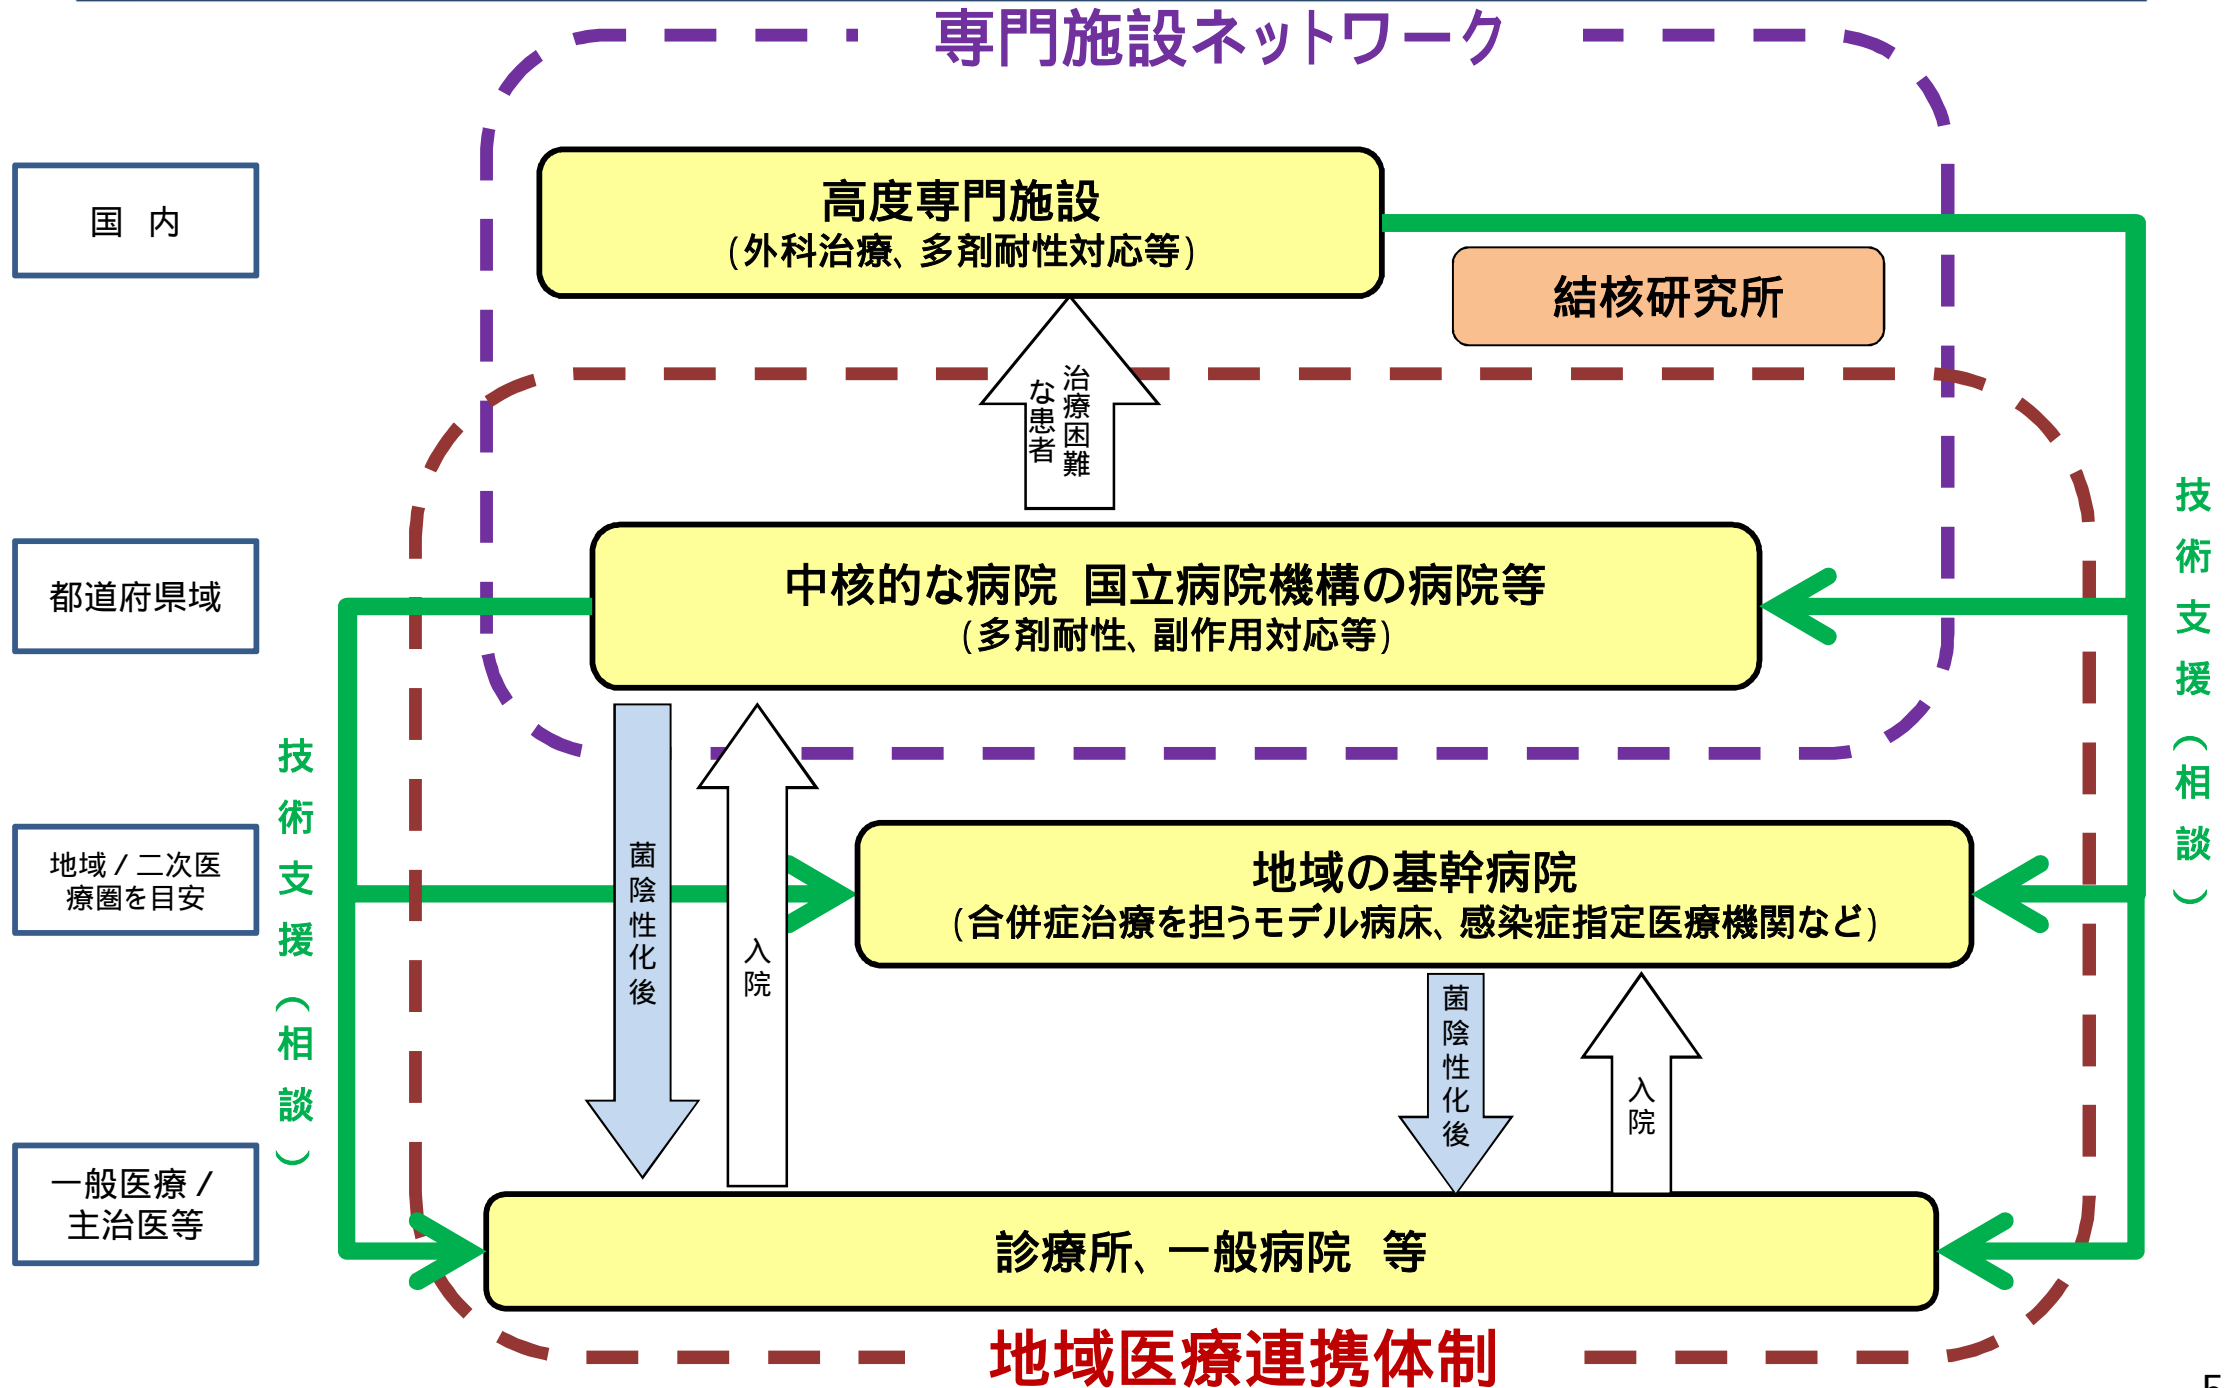 専門施設ネットワーク
国 内
高度専門施設
(外科治療、多剤耐性対応等)
結核研究所
治療困難
な患者
都道府県域
中核的な病院 国立病院機構の病院等
(多剤耐性、副作用対応等)
技術支援(相談)
技術支援(相談)
地域/二次医
療圏を目安
菌陰性化後
入院
地域の基幹病院
(合併症治療を担うモデル病床、感染症指定医療機関など)
菌陰性化後
入院
一般医療/
主治医等
診療所、一般病院 等
地域医療連携体制
5